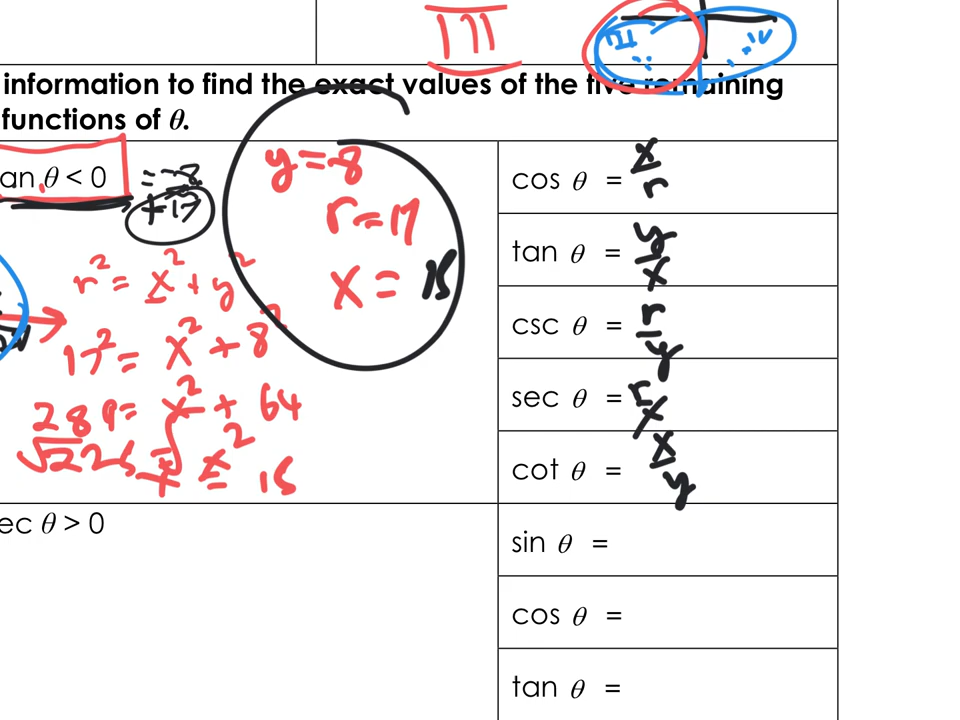 III
III IV
information to find the exact values of the five remaining
functions of θ.
an θ < 0 = -8
+17
y = -8
r = 17
x = 15
r² = x² + y²
17² = x² + 8²
289 = x² + 64
√225 = √x²
± x = 15
cos θ = x/r
tan θ = y/x
csc θ = r/y
sec θ = r/x
cot θ = x/y
ec θ > 0
sin θ =
cos θ =
tan θ =